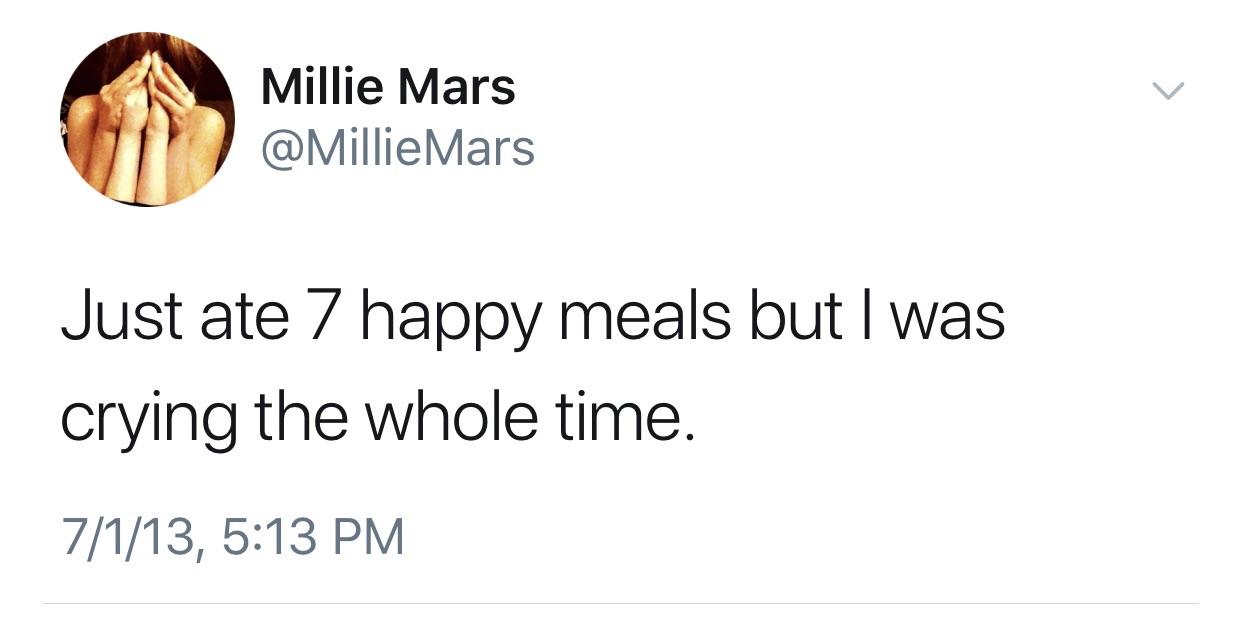 Millie Mars
@MillieMars
Just ate 7 happy meals but I was
crying the whole time.
7/1/13, 5:13 PM